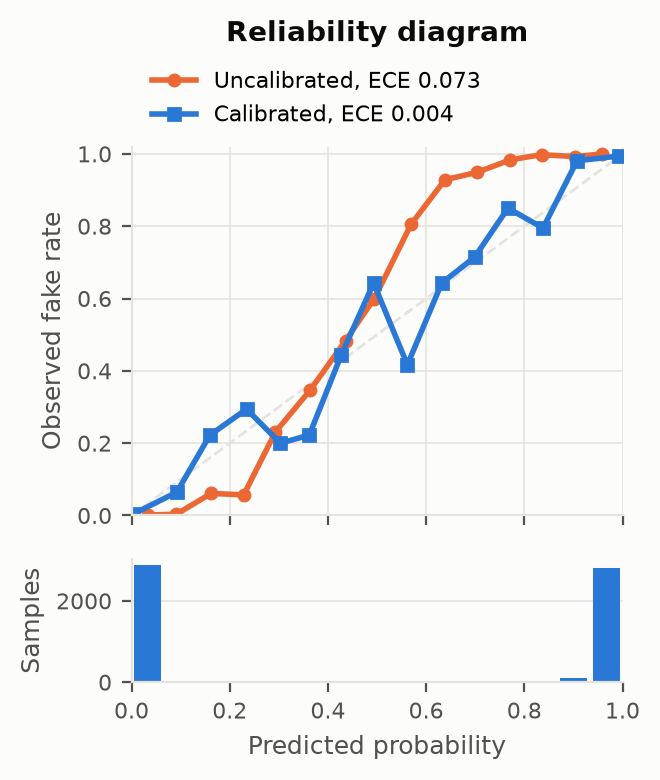 Reliability diagram
Uncalibrated, ECE 0.073
Calibrated, ECE 0.004
1.0
0.8
0.6
0.4
0.2
0.0
Observed fake rate
2000
0
Samples
0.0 0.2 0.4 0.6 0.8 1.0
Predicted probability